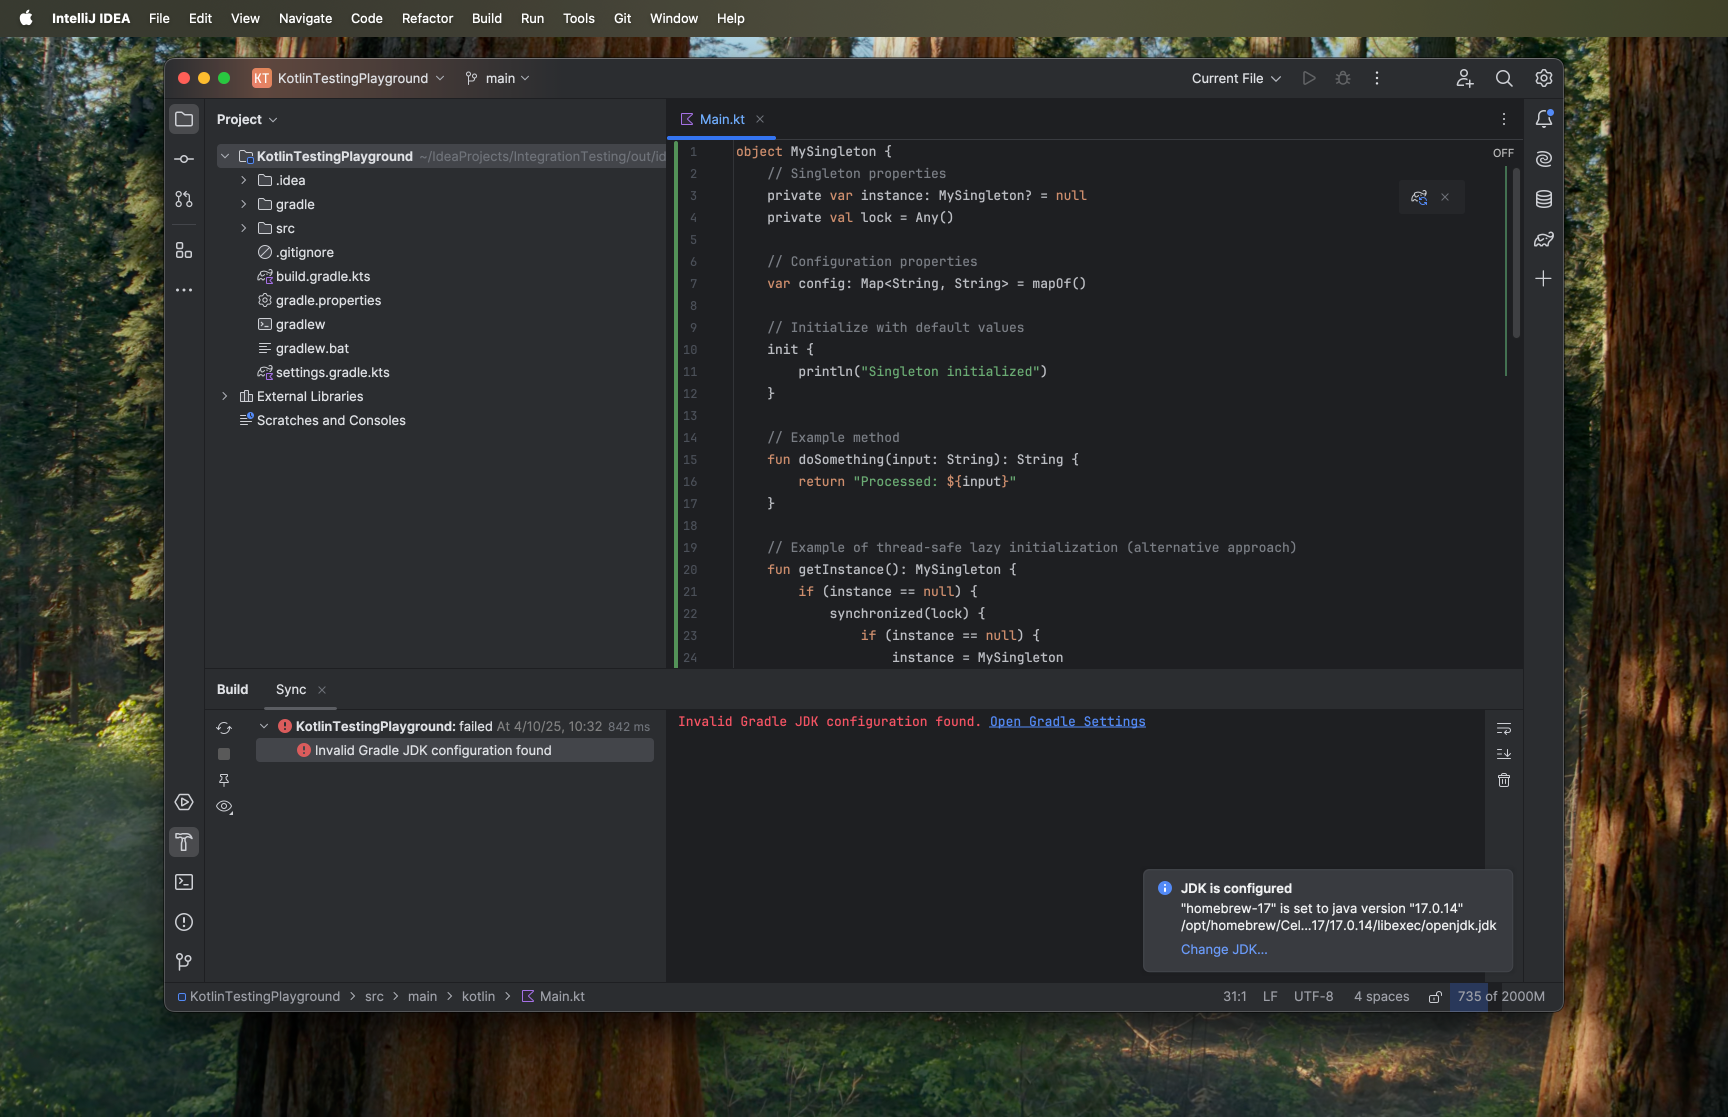 IntelliJ IDEA File Edit View Navigate Code Refactor Build Run Tools Git Window Help
KT KotlinTestingPlayground main Current File
Project
KotlinTestingPlayground ~/IdeaProjects/IntegrationTesting/out/id
.idea
gradle
src
.gitignore
build.gradle.kts
gradle.properties
gradlew
gradlew.bat
settings.gradle.kts
External Libraries
Scratches and Consoles
Main.kt
OFF
1 object MySingleton {
2 // Singleton properties
3 private var instance: MySingleton? = null
4 private val lock = Any()
5
6 // Configuration properties
7 var config: Map<String, String> = mapOf()
8
9 // Initialize with default values
10 init {
11 println("Singleton initialized")
12 }
13
14 // Example method
15 fun doSomething(input: String): String {
16 return "Processed: ${input}"
17 }
18
19 // Example of thread-safe lazy initialization (alternative approach)
20 fun getInstance(): MySingleton {
21 if (instance == null) {
22 synchronized(lock) {
23 if (instance == null) {
24 instance = MySingleton
Build Sync
KotlinTestingPlayground: failed At 4/10/25, 10:32 842 ms
Invalid Gradle JDK configuration found
Invalid Gradle JDK configuration found. Open Gradle Settings
JDK is configured
"homebrew-17" is set to java version "17.0.14"
/opt/homebrew/Cel...17/17.0.14/libexec/openjdk.jdk
Change JDK...
KotlinTestingPlayground > src > main > kotlin > Main.kt
31:1 LF UTF-8 4 spaces 735 of 2000M